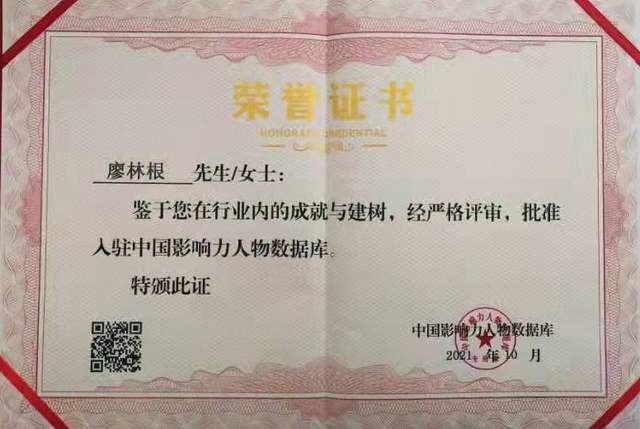 荣誉证书
HONORARY CREDENTIAL
廖林根 先生/女士：
鉴于您在行业内的成就与建树，经严格评审，批准
入驻中国影响力人物数据库。
特颁此证
中国影响力人物数据库
2021 年 10 月